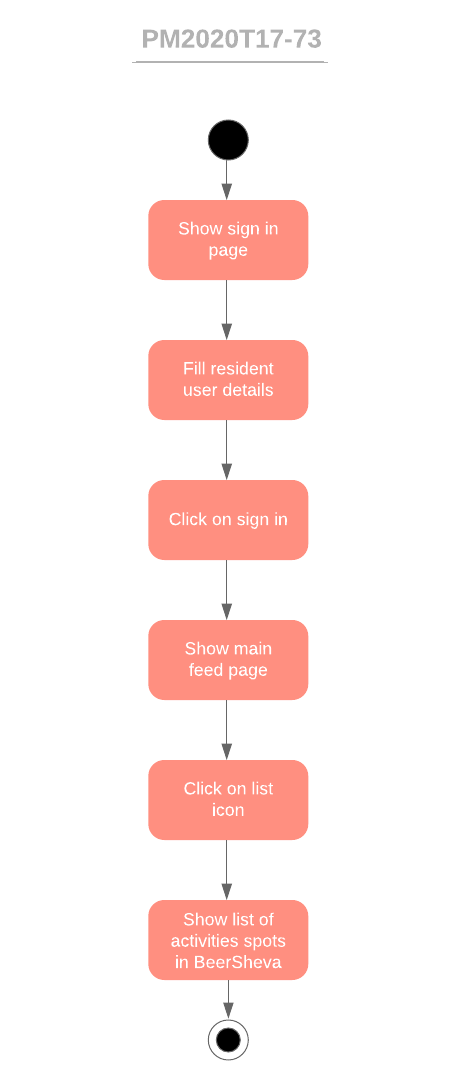 PM2020T17-73
Show sign in
page
Fill resident
user details
Click on sign in
Show main
feed page
Click on list
icon
Show list of
activities spots
in BeerSheva